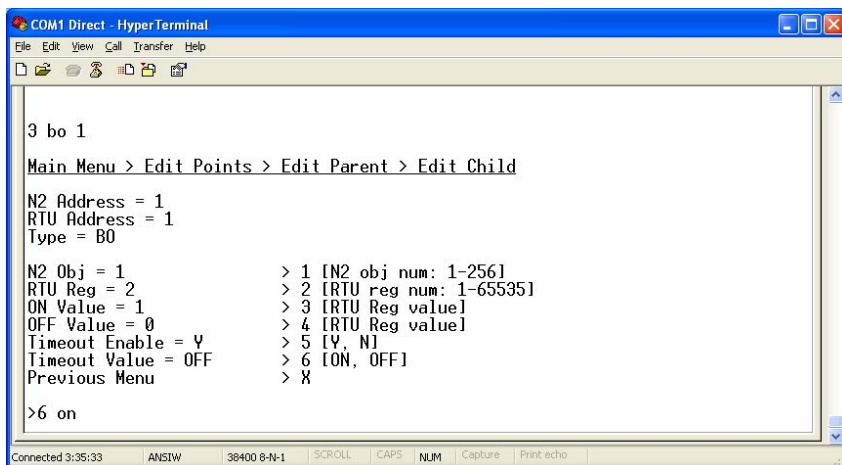 COM1 Direct - HyperTerminal
File Edit View Call Transfer Help
3 bo 1
Main Menu > Edit Points > Edit Parent > Edit Child
N2 Address = 1
RTU Address = 1
Type = BO
N2 Obj = 1 > 1 [N2 obj num: 1-256]
RTU Reg = 2 > 2 [RTU reg num: 1-65535]
ON Value = 1 > 3 [RTU Reg value]
OFF Value = 0 > 4 [RTU Reg value]
Timeout Enable = Y > 5 [Y, N]
Timeout Value = OFF > 6 [ON, OFF]
Previous Menu > X
>6 on
Connected 3:35:33 ANSIW 38400 8-N-1 SCROLL CAPS NUM Capture Print echo